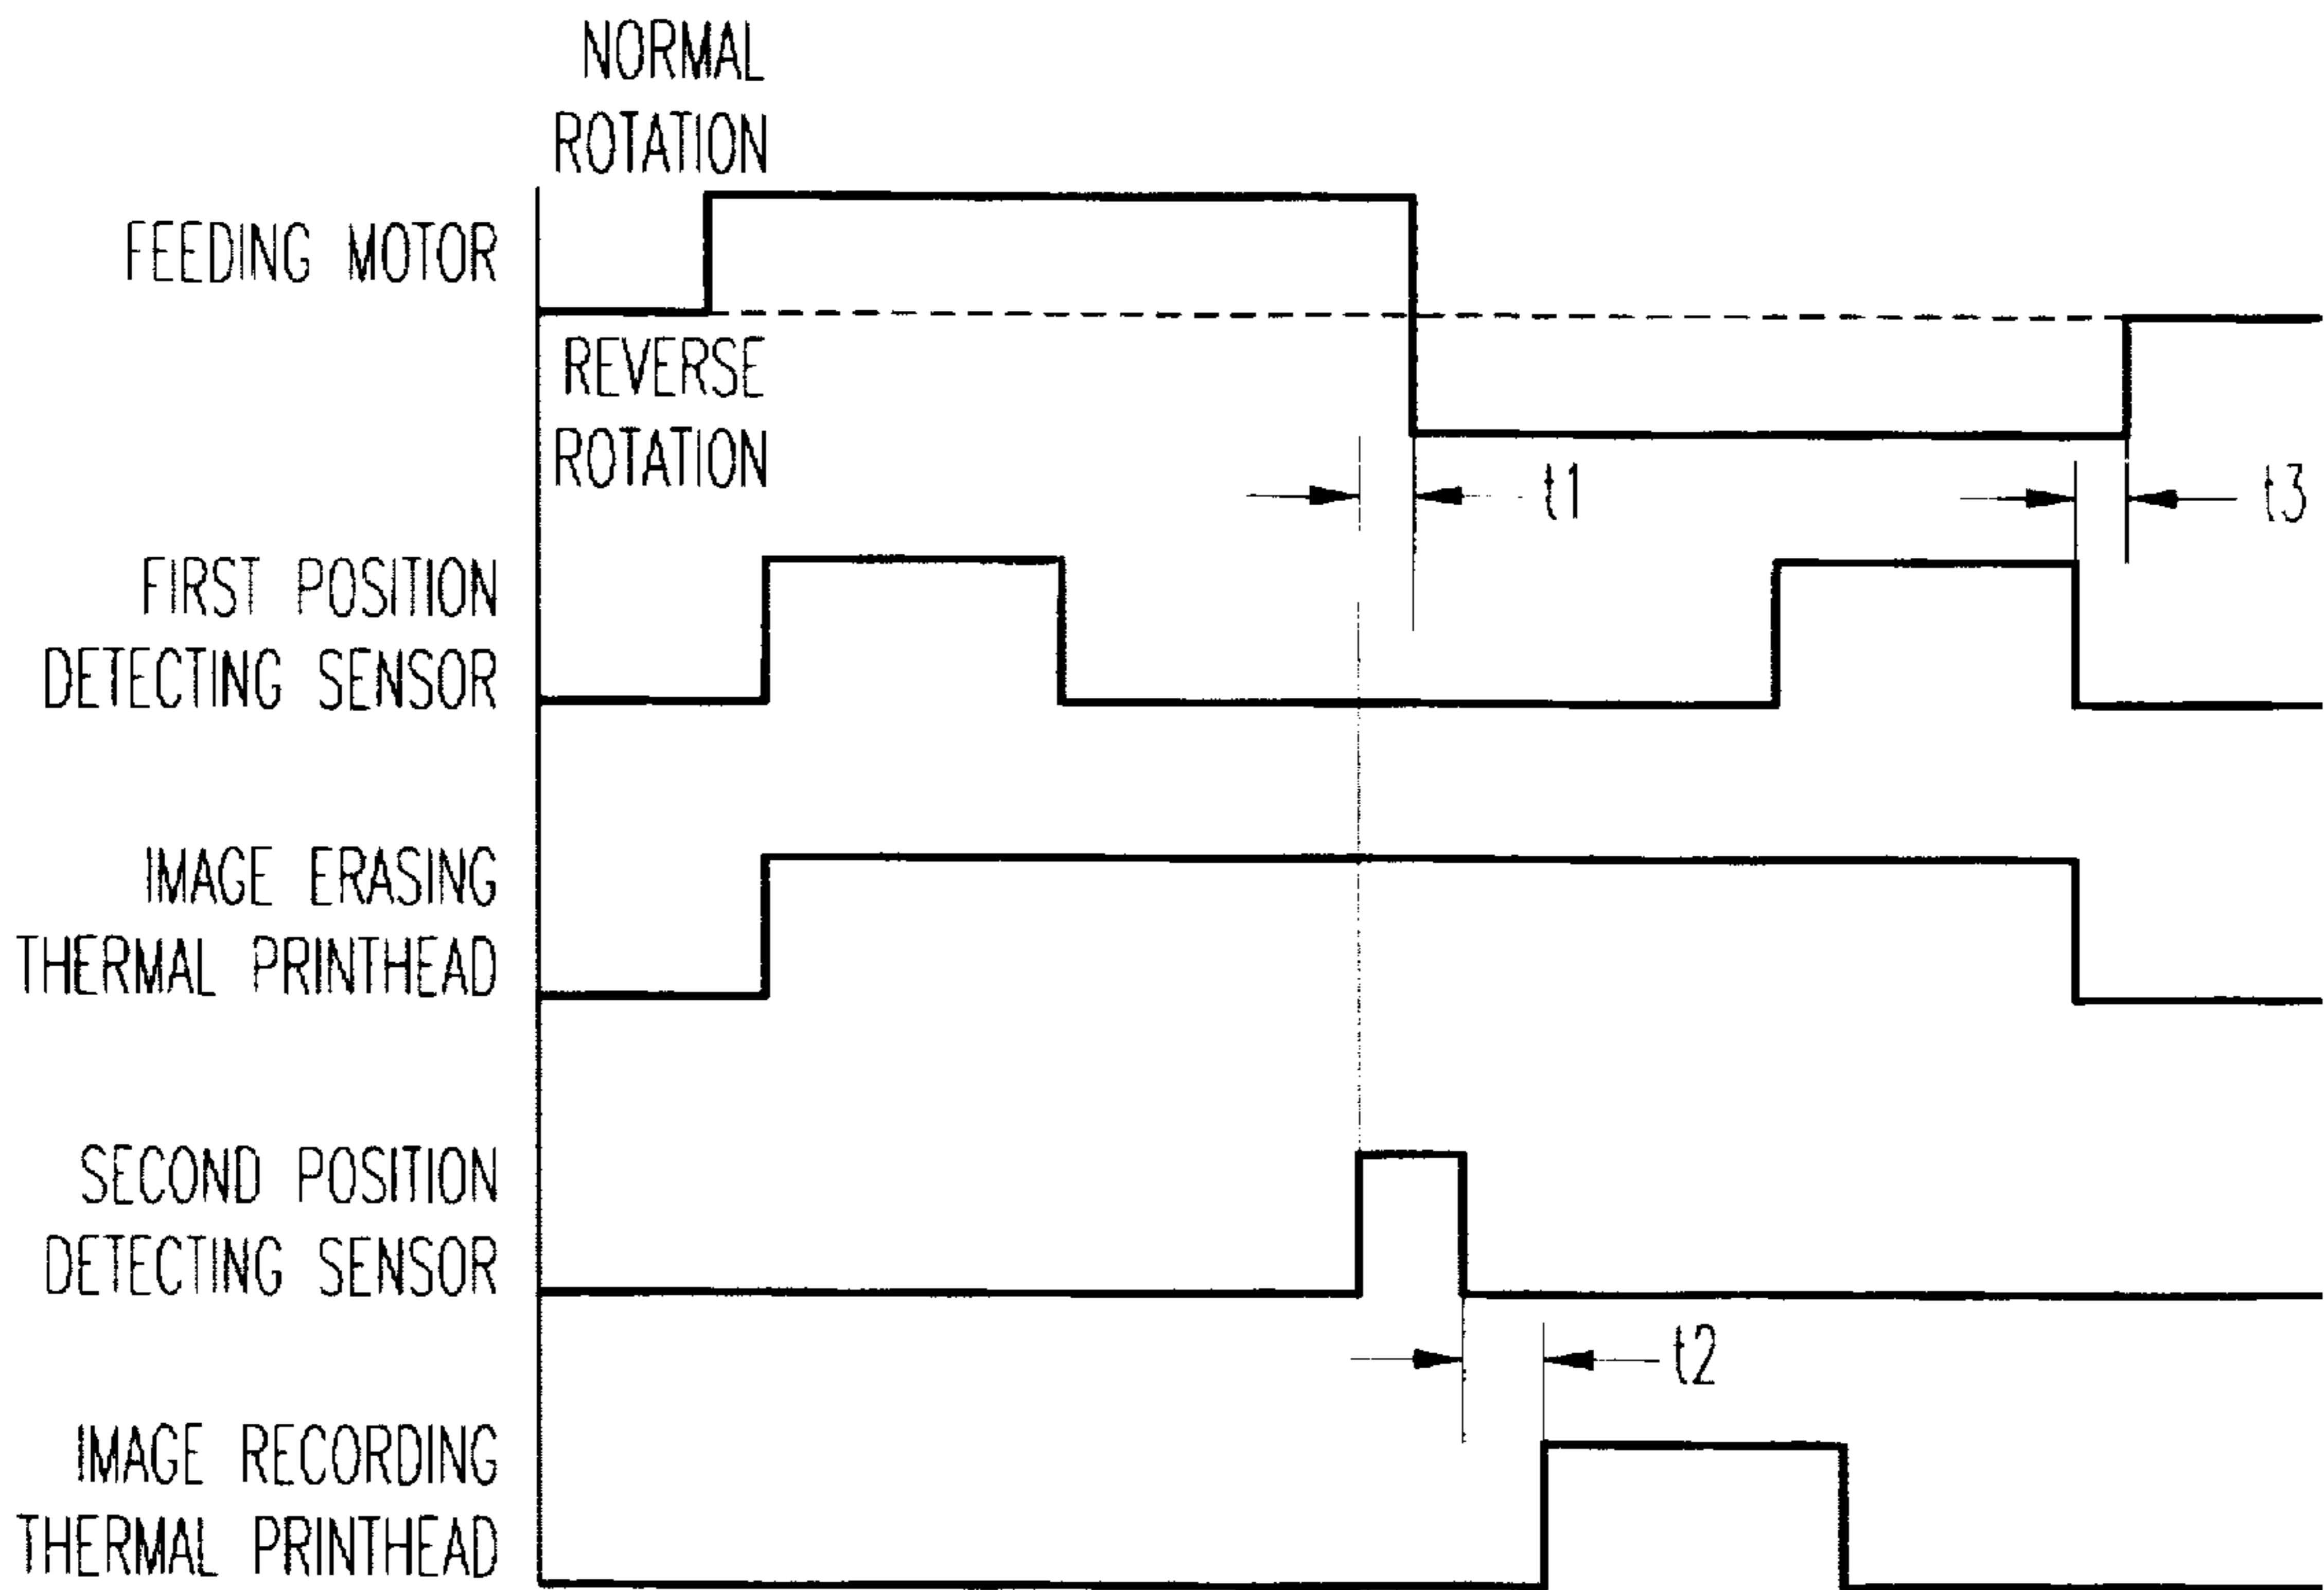 NORMAL
ROTATION
FEEDING MOTOR
REVERSE
ROTATION
t1
t3
FIRST POSITION
DETECTING SENSOR
IMAGE ERASING
THERMAL PRINTHEAD
SECOND POSITION
DETECTING SENSOR
t2
IMAGE RECORDING
THERMAL PRINTHEAD